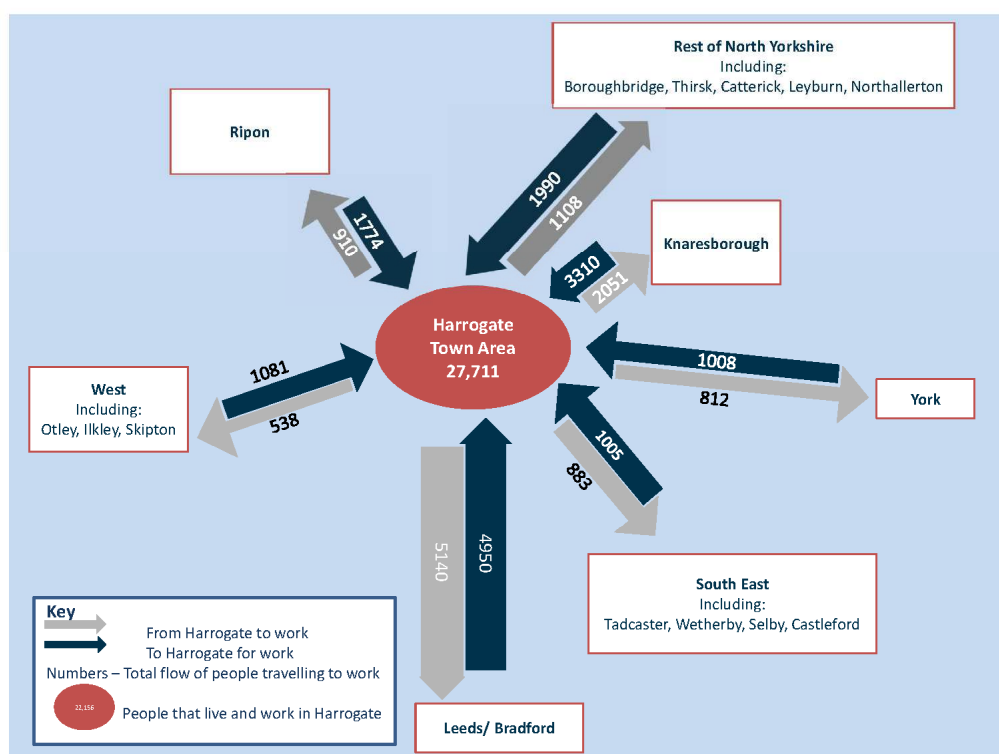 Rest of North Yorkshire
Including:
Boroughbridge, Thirsk, Catterick, Leyburn, Northallerton
Ripon
1990
1108
1774
910
Knaresborough
3310
2051
Harrogate
Town Area
27,711
1081
538
West
Including:
Otley, Ilkley, Skipton
1008
812
York
1005
883
5140
4950
South East
Including:
Tadcaster, Wetherby, Selby, Castleford
Key
From Harrogate to work
To Harrogate for work
Numbers – Total flow of people travelling to work
22,156
People that live and work in Harrogate
Leeds/ Bradford